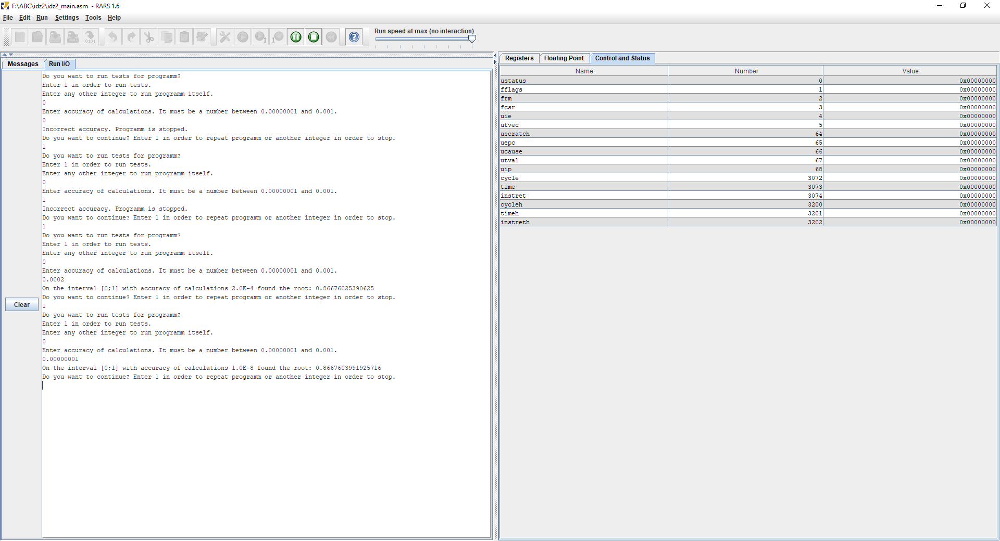 F:\ABC\idz2\idz2_main.asm - RARS 1.6
File Edit Run Settings Tools Help
Run speed at max (no interaction)
Messages Run I/O
Do you want to run tests for programm?
Enter 1 in order to run tests.
Enter any other integer to run programm itself.
0
Enter accuracy of calculations. It must be a number between 0.00000001 and 0.001.
0
Incorrect accuracy. Programm is stopped.
Do you want to continue? Enter 1 in order to repeat programm or another integer in order to stop.
1
Do you want to run tests for programm?
Enter 1 in order to run tests.
Enter any other integer to run programm itself.
0
Enter accuracy of calculations. It must be a number between 0.00000001 and 0.001.
1
Incorrect accuracy. Programm is stopped.
Do you want to continue? Enter 1 in order to repeat programm or another integer in order to stop.
1
Do you want to run tests for programm?
Enter 1 in order to run tests.
Enter any other integer to run programm itself.
0
Enter accuracy of calculations. It must be a number between 0.00000001 and 0.001.
0.0002
On the interval [0;1] with accuracy of calculations 2.0E-4 found the root: 0.86676025390625
Do you want to continue? Enter 1 in order to repeat programm or another integer in order to stop.
1
Do you want to run tests for programm?
Enter 1 in order to run tests.
Enter any other integer to run programm itself.
0
Enter accuracy of calculations. It must be a number between 0.00000001 and 0.001.
0.00000001
On the interval [0;1] with accuracy of calculations 1.0E-8 found the root: 0.8667603991925716
Do you want to continue? Enter 1 in order to repeat programm or another integer in order to stop.
Clear
Registers Floating Point Control and Status
Name Number Value
ustatus 0 0x00000000
fflags 1 0x00000000
frm 2 0x00000000
fcsr 3 0x00000000
uie 4 0x00000000
utvec 5 0x00000000
uscratch 64 0x00000000
uepc 65 0x00000000
ucause 66 0x00000000
utval 67 0x00000000
uip 68 0x00000000
cycle 3072 0x00000000
time 3073 0x00000000
instret 3074 0x00000000
cycleh 3200 0x00000000
timeh 3201 0x00000000
instreth 3202 0x00000000